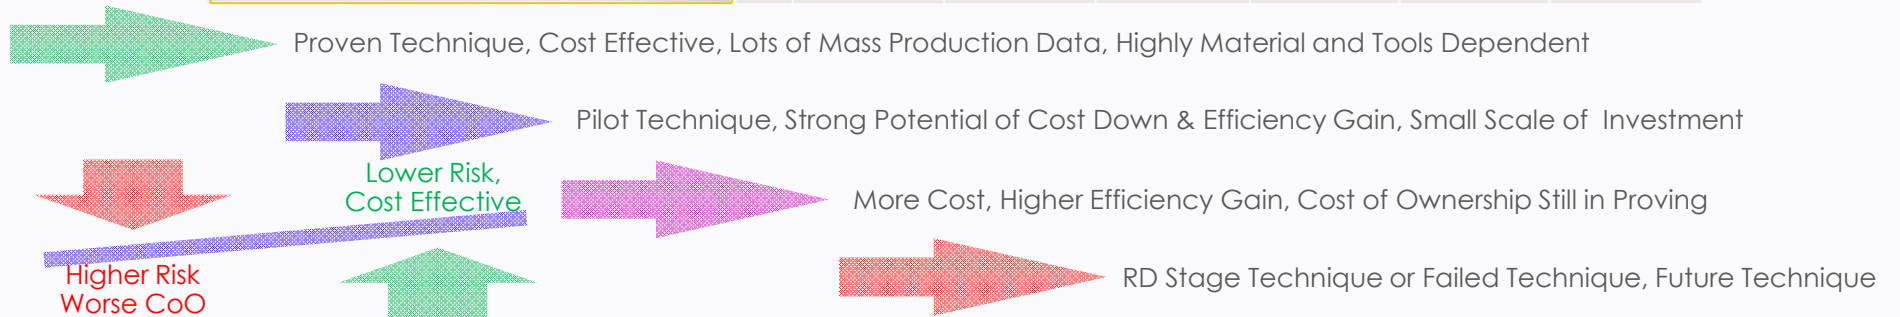 Proven Technique, Cost Effective, Lots of Mass Production Data, Highly Material and Tools Dependent
Pilot Technique, Strong Potential of Cost Down & Efficiency Gain, Small Scale of Investment
Lower Risk,
Cost Effective
More Cost, Higher Efficiency Gain, Cost of Ownership Still in Proving
Higher Risk
Worse CoO
RD Stage Technique or Failed Technique, Future Technique